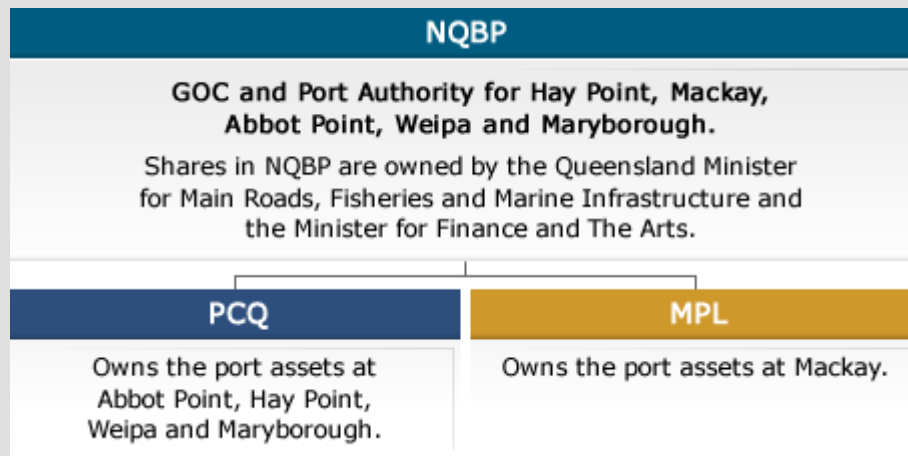 NQBP
GOC and Port Authority for Hay Point, Mackay,
Abbot Point, Weipa and Maryborough.
Shares in NQBP are owned by the Queensland Minister
for Main Roads, Fisheries and Marine Infrastructure and
the Minister for Finance and The Arts.
PCQ
Owns the port assets at
Abbot Point, Hay Point,
Weipa and Maryborough.
MPL
Owns the port assets at Mackay.